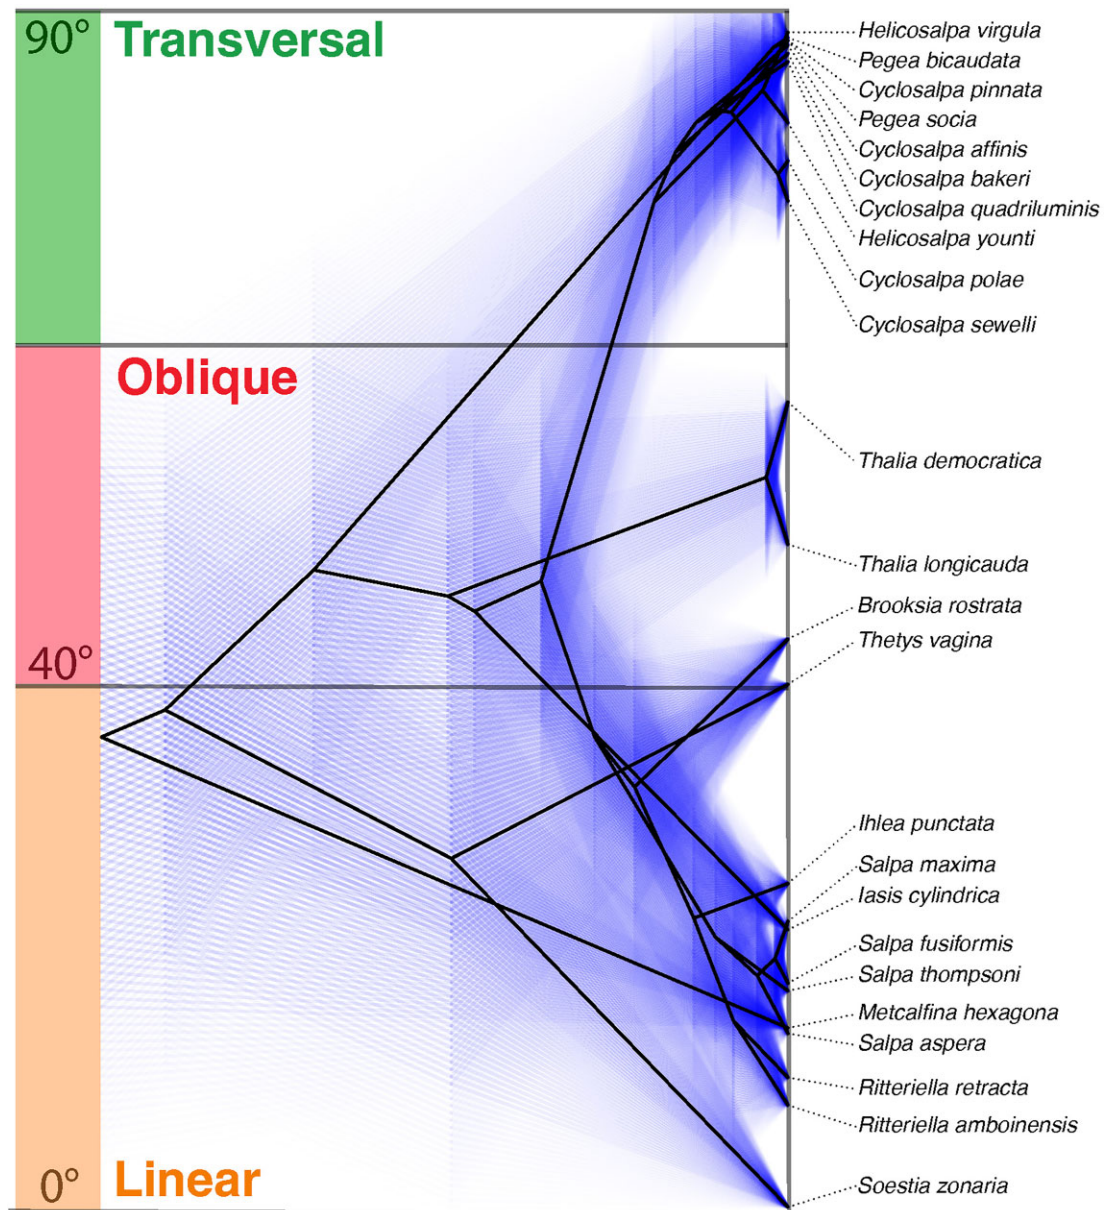 90°
Transversal
Helicosalpa virgula
Pegea bicaudata
Cyclosalpa pinnata
Pegea socia
Cyclosalpa affinis
Cyclosalpa bakeri
Cyclosalpa quadriluminis
Helicosalpa younti
Cyclosalpa polae
Cyclosalpa sewelli
Oblique
Thalia democratica
Thalia longicauda
Brooksia rostrata
Thetys vagina
40°
Ihlea punctata
Salpa maxima
Iasis cylindrica
Salpa fusiformis
Salpa thompsoni
Metcalfina hexagona
Salpa aspera
Ritteriella retracta
Ritteriella amboinensis
0°
Linear
Soestia zonaria